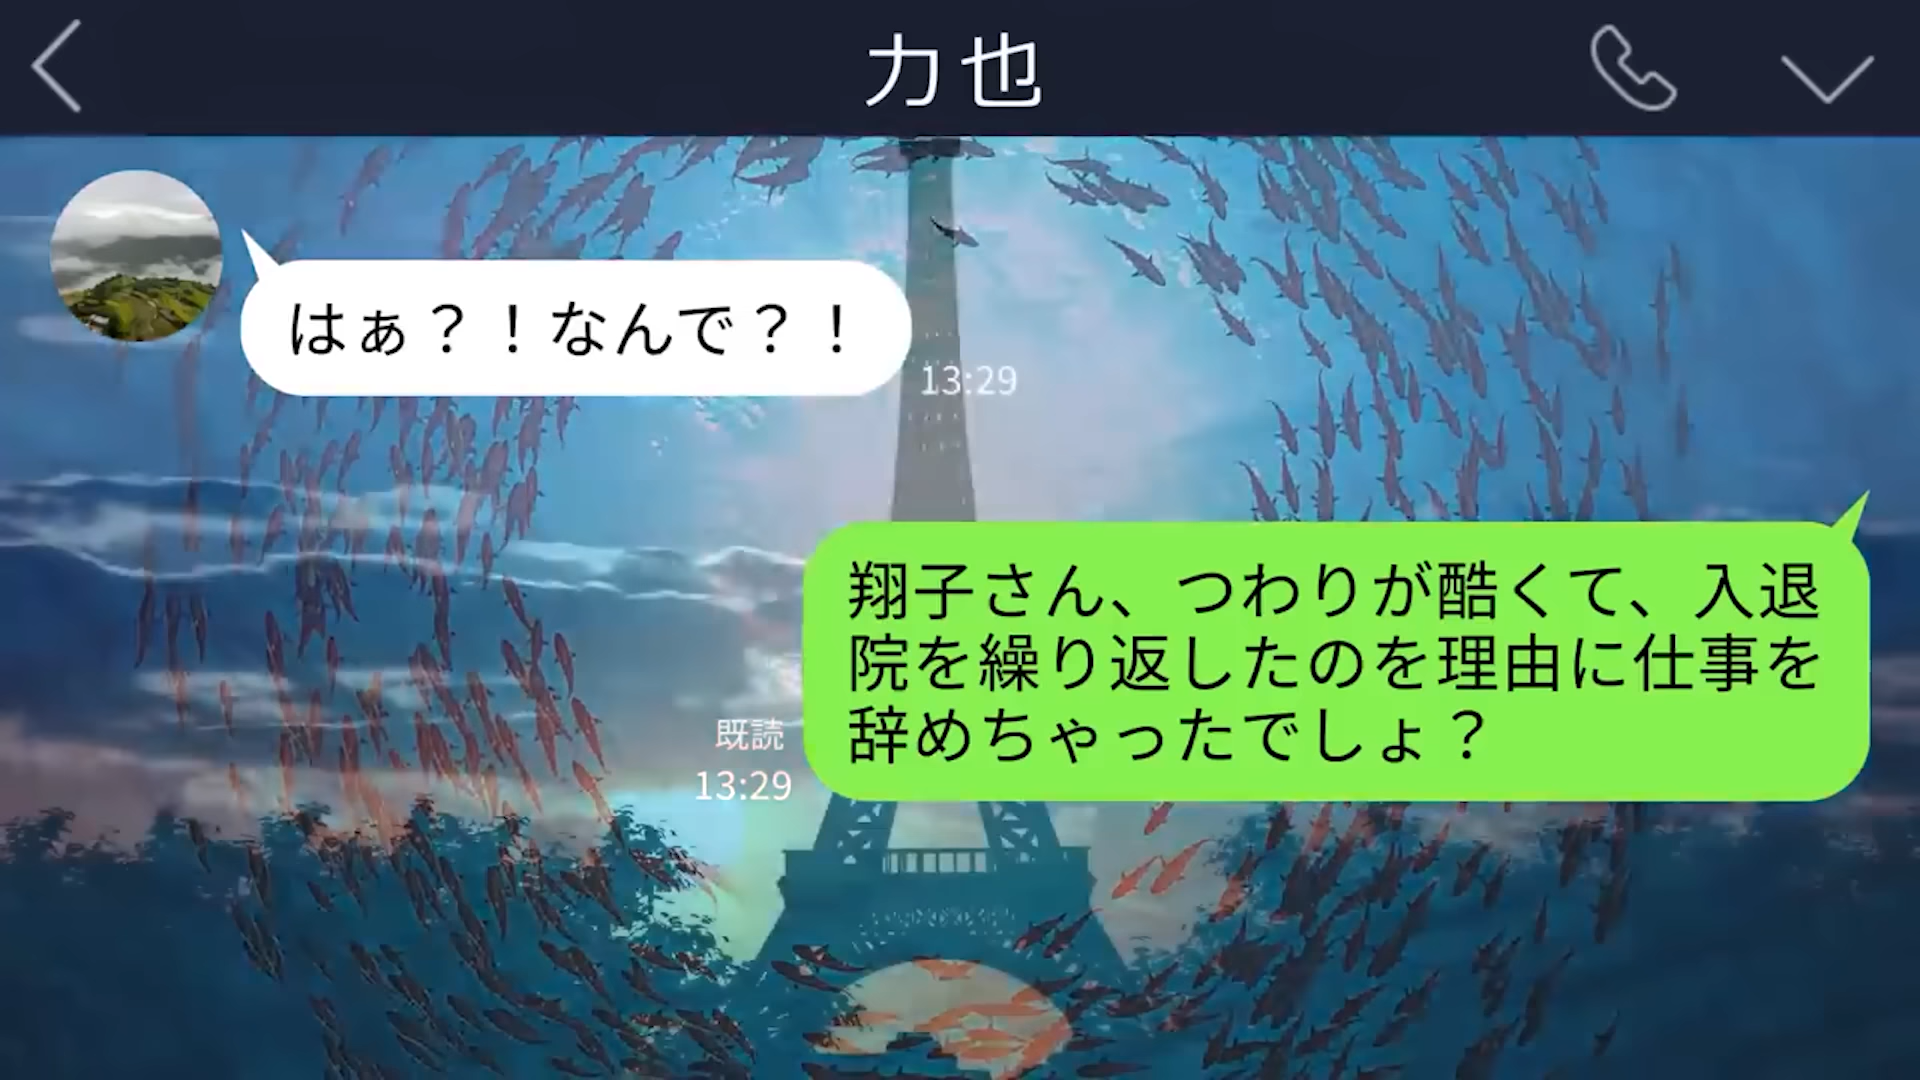 力也
はぁ？！なんで？！
13:29
翔子さん、つわりが酷くて、入退
院を繰り返したのを理由に仕事を
辞めちゃったでしょ？
既読
13:29